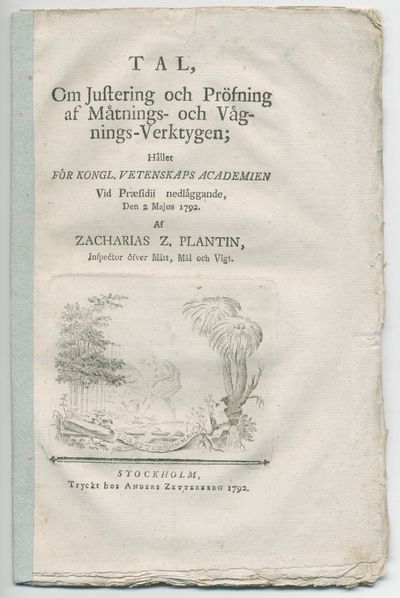 TAL,
Om Justering och Pröfning
af Måtnings- och Våg-
nings-Verktygen;
Hållet
FÖR KONGL. VETENSKAPS ACADEMIEN
Vid Præsidii nedläggande,
Den 2 Majus 1792.
Af
ZACHARIAS Z. PLANTIN,
Inspector öfver Mått, Mål och Vigt.
STOCKHOLM,
Tryckt hos ANDERS ZETTERBERG 1792.